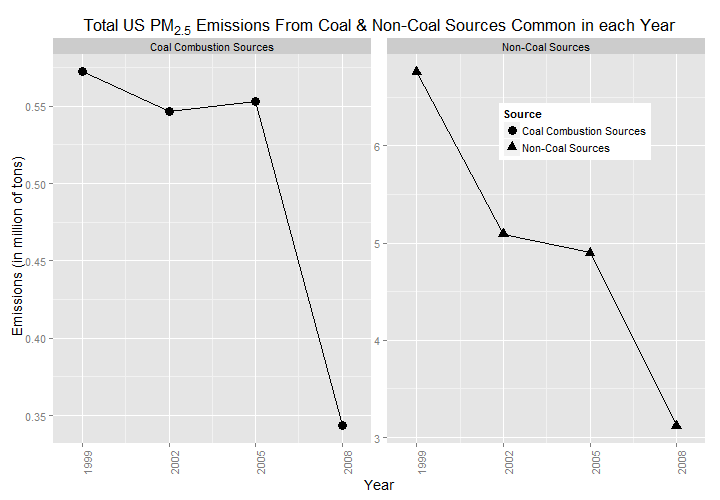 Total US PM2.5 Emissions From Coal & Non-Coal Sources Common in each Year
Coal Combustion Sources
Non-Coal Sources
Emissions (in million of tons)
0.55
0.50
0.45
0.40
0.35
6
5
4
3
Source
Coal Combustion Sources
Non-Coal Sources
1999
2002
2005
2008
1999
2002
2005
2008
Year